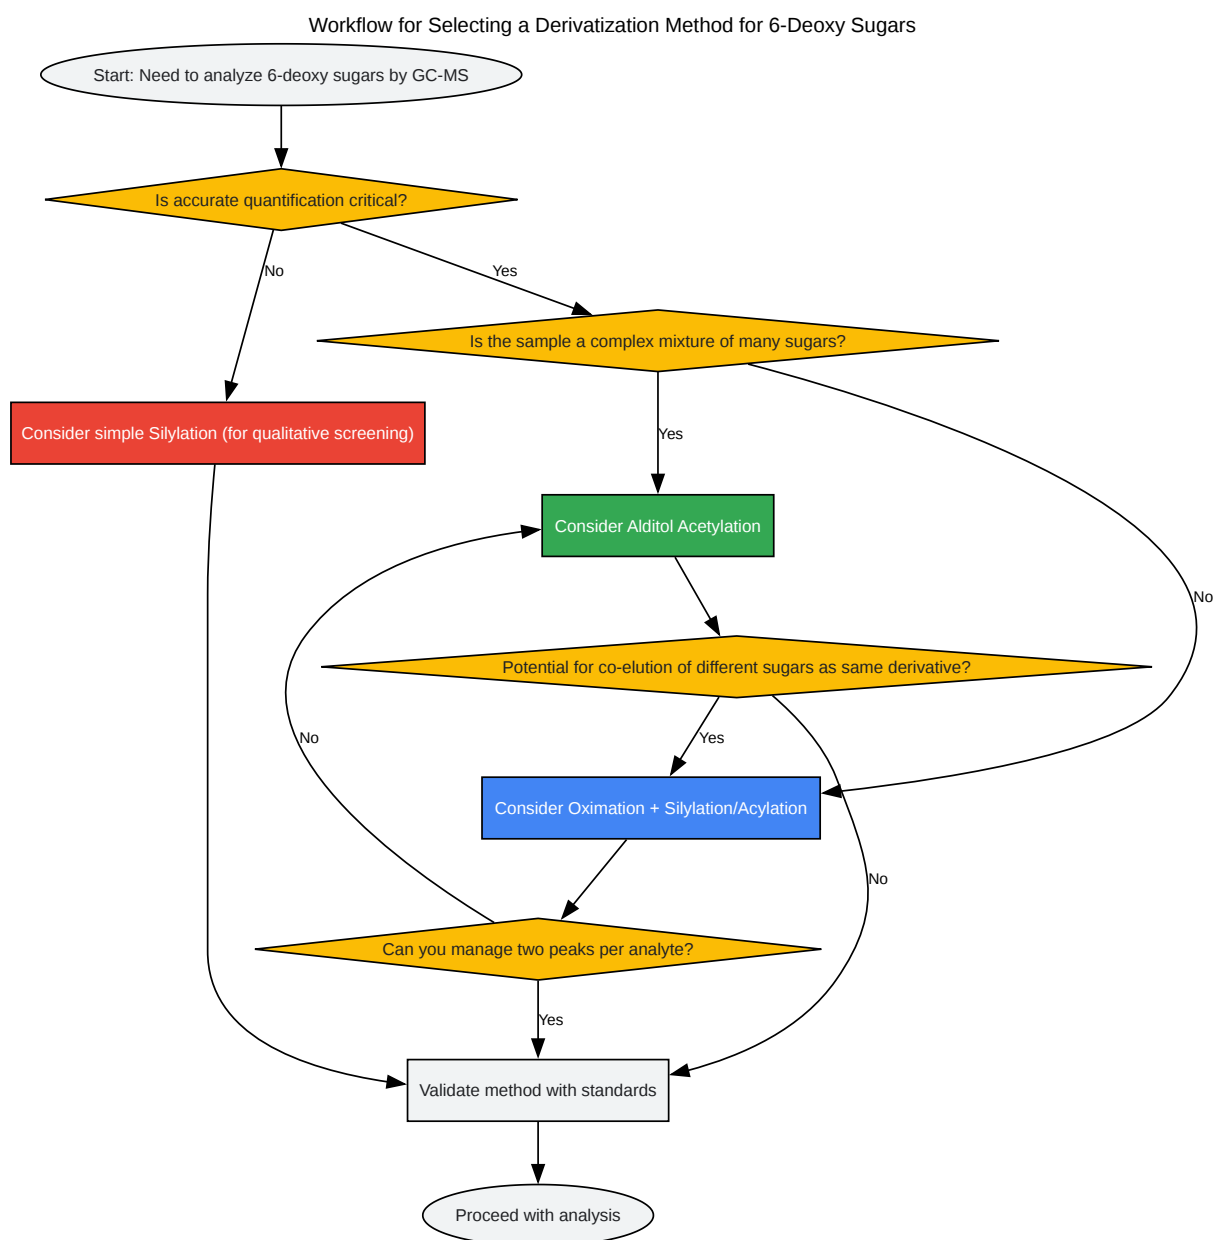 Workflow for Selecting a Derivatization Method for 6-Deoxy Sugars
Start: Need to analyze 6-deoxy sugars by GC-MS
Is accurate quantification critical?
No
Yes
Is the sample a complex mixture of many sugars?
Consider simple Silylation (for qualitative screening)
Yes
Consider Alditol Acetylation
No
Potential for co-elution of different sugars as same derivative?
No
Yes
Consider Oximation + Silylation/Acylation
No
Can you manage two peaks per analyte?
Yes
Validate method with standards
Proceed with analysis